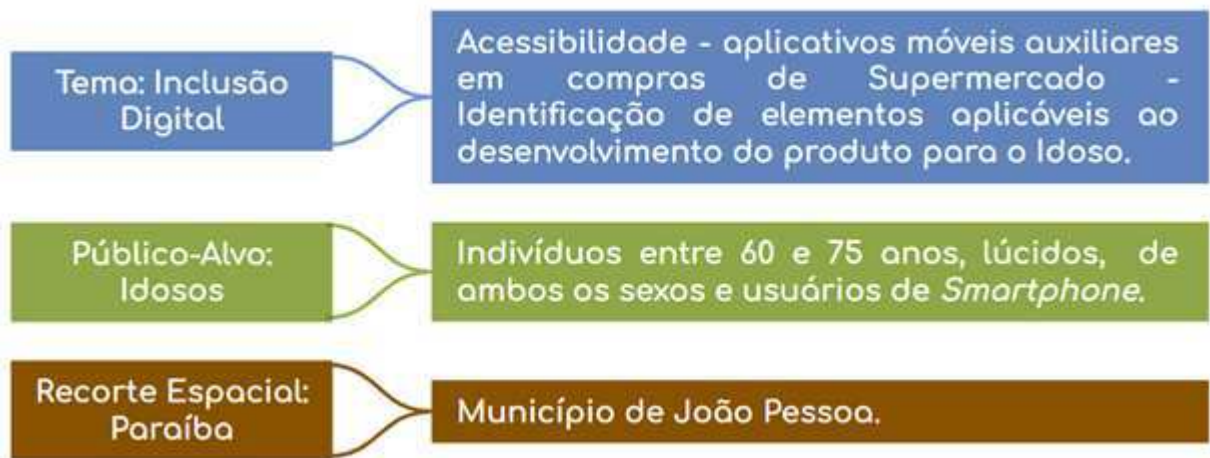 Tema: Inclusão
Digital
Acessibilidade - aplicativos móveis auxiliares
em compras de Supermercado -
Identificação de elementos aplicáveis ao
desenvolvimento do produto para o Idoso.
Público-Alvo:
Idosos
Indivíduos entre 60 e 75 anos, lúcidos, de
ambos os sexos e usuários de Smartphone.
Recorte Espacial:
Paraíba
Município de João Pessoa.